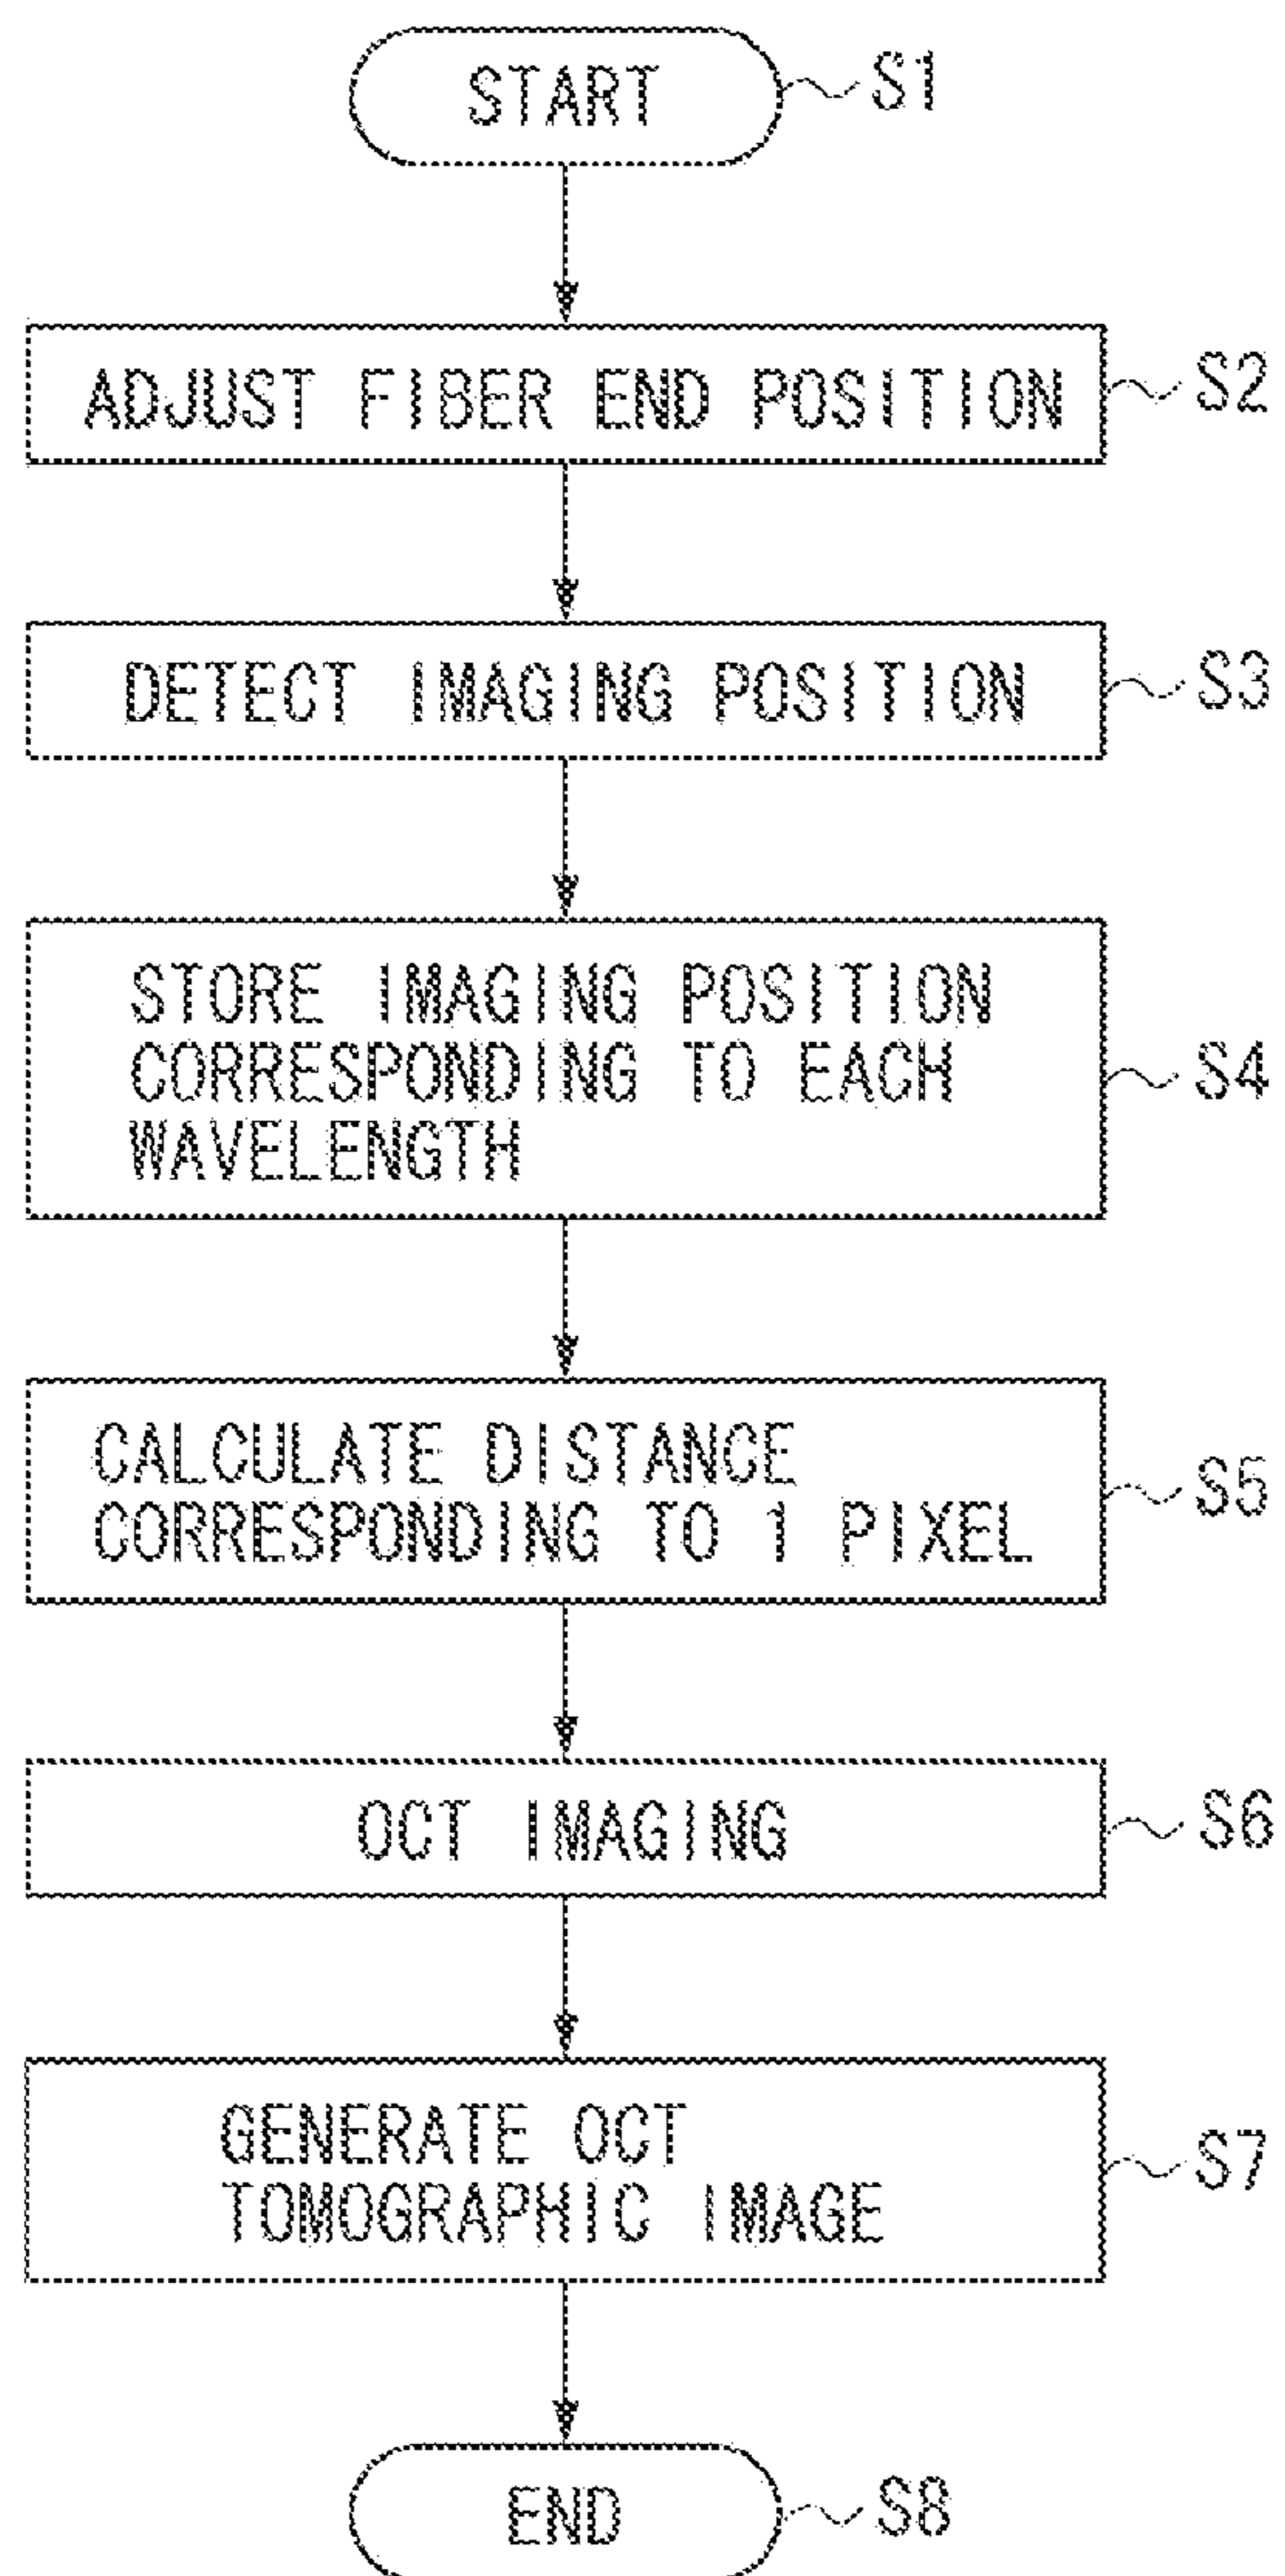 START S1
ADJUST FIBER END POSITION S2
DETECT IMAGING POSITION S3
STORE IMAGING POSITION
CORRESPONDING TO EACH S4
WAVELENGTH
CALCULATE DISTANCE
CORRESPONDING TO 1 PIXEL S5
OCT IMAGING S6
GENERATE OCT
TOMOGRAPHIC IMAGE S7
END S8